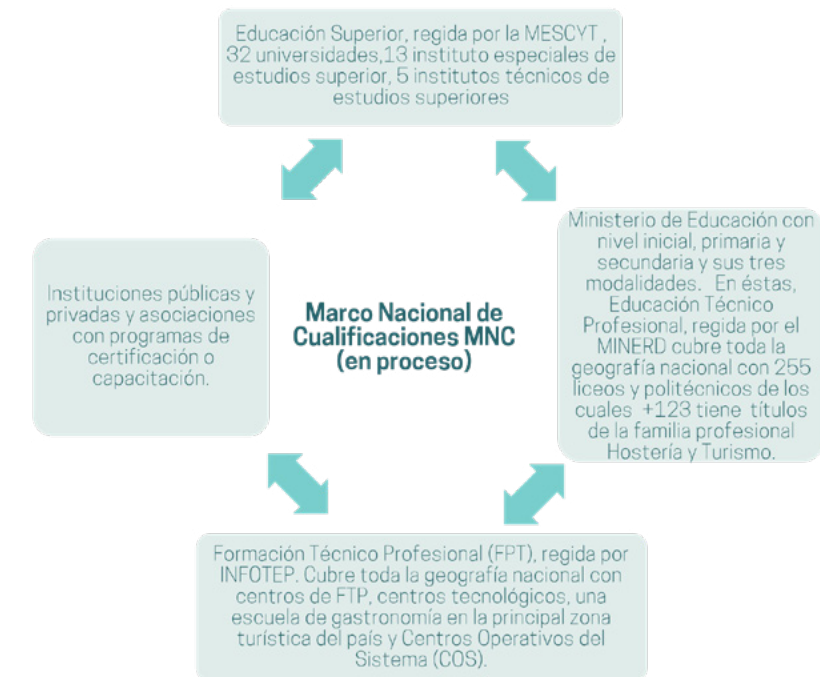 Educación Superior, regida por la MESCYT ,
32 universidades,13 instituto especiales de
estudios superior, 5 institutos técnicos de
estudios superiores
Instituciones públicas y
privadas y asociaciones
con programas de
certificación o
capacitación.
Marco Nacional de
Cualificaciones MNC
(en proceso)
Ministerio de Educación con
nivel inicial, primaria y
secundaria y sus tres
modalidades. En éstas,
Educación Técnico
Profesional, regida por el
MINERD cubre toda la
geografía nacional con 255
liceos y politécnicos de los
cuales +123 tiene títulos
de la familia profesional
Hostería y Turismo.
Formación Técnico Profesional (FPT), regida por
INFOTEP. Cubre toda la geografía nacional con
centros de FTP, centros tecnológicos, una
escuela de gastronomía en la principal zona
turística del país y Centros Operativos del
Sistema (COS).